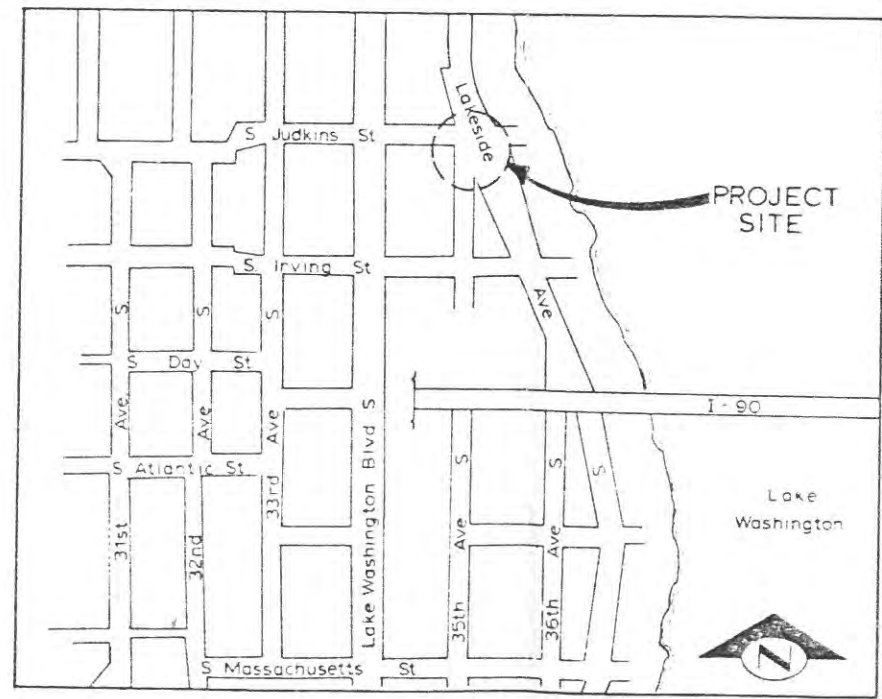 Lakeside
S Judkins St
PROJECT
SITE
S. Irving St
Ave
S
S
S
S Day St
I-90
Ave
Ave
Ave
Lake Washington Blvd S
S
S
S
S Atlantic St
33rd
Lake
Washington
31st
32nd
Ave
Ave
35th
36th
S Massachusetts St
N